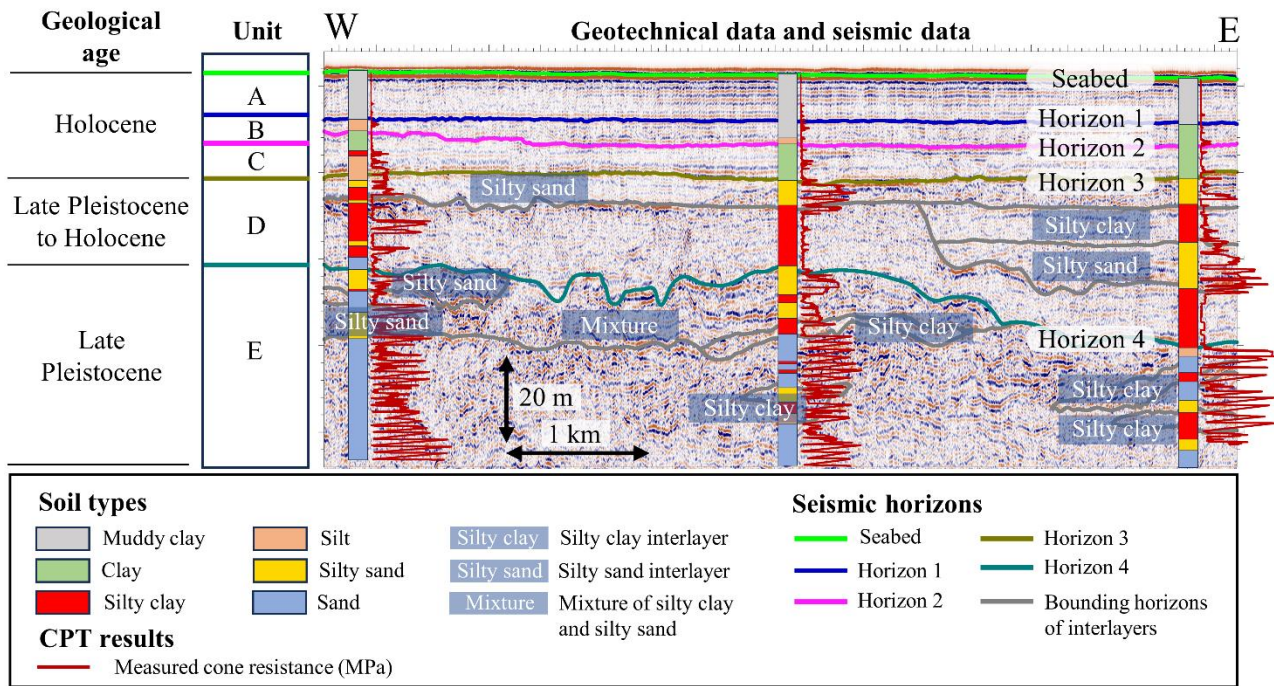 Geological
age
Unit
W
Geotechnical data and seismic data
E
Holocene
Late Pleistocene
to Holocene
Late
Pleistocene
A
B
C
D
E
Seabed
Horizon 1
Horizon 2
Horizon 3
Silty sand
Silty clay
Silty sand
Silty sand
Silty sand
Mixture
Silty clay
Horizon 4
20 m
1 km
Silty clay
Silty clay
Silty clay
Soil types
Muddy clay
Clay
Silty clay
Silt
Silty sand
Sand
Silty clay Silty clay interlayer
Silty sand Silty sand interlayer
Mixture Mixture of silty clay
and silty sand
Seismic horizons
Seabed
Horizon 1
Horizon 2
Horizon 3
Horizon 4
Bounding horizons
of interlayers
CPT results
Measured cone resistance (MPa)